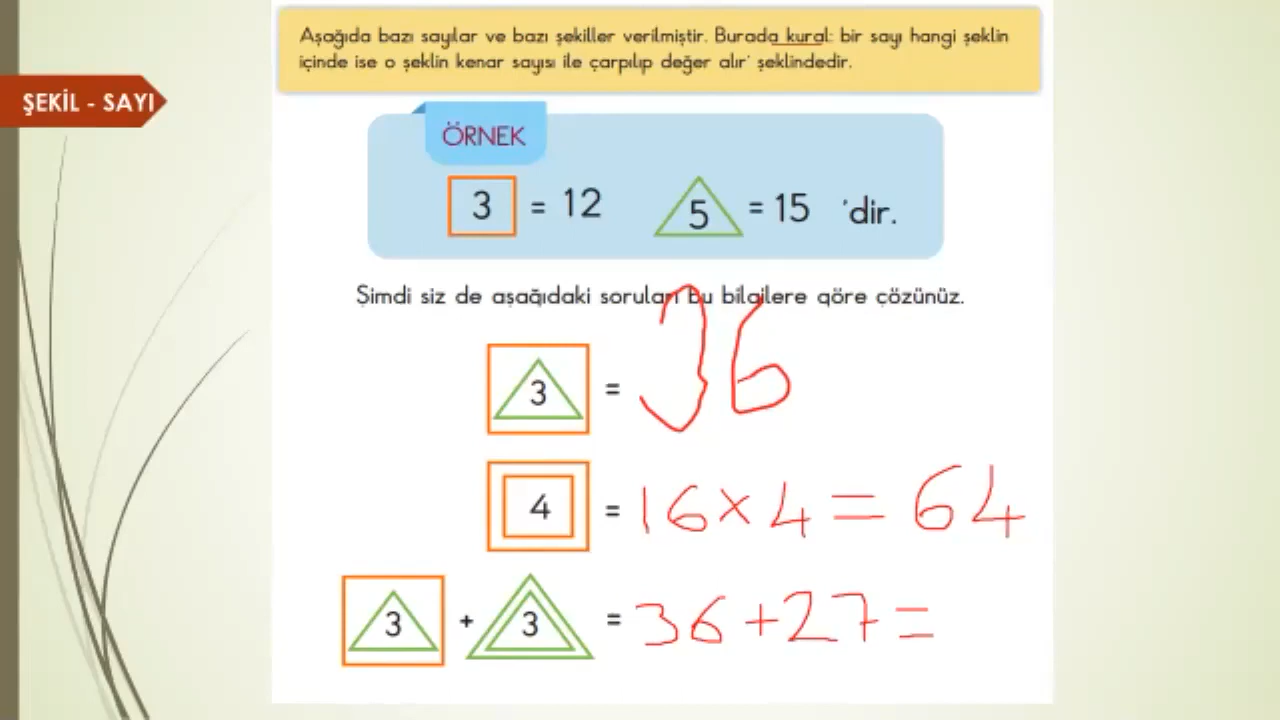 Aşağıda bazı sayılar ve bazı şekiller verilmiştir. Burada kural: bir sayı hangi şeklin
içinde ise o şeklin kenar sayısı ile çarpılıp değer alır' şeklindedir.
ŞEKİL - SAYI
ÖRNEK
3 = 12 5 = 15 'dir.
Şimdi siz de aşağıdaki soruları bu bilgilere göre çözünüz.
3 = 36
4 = 16 x 4 = 64
3 + 3 = 36 + 27 =